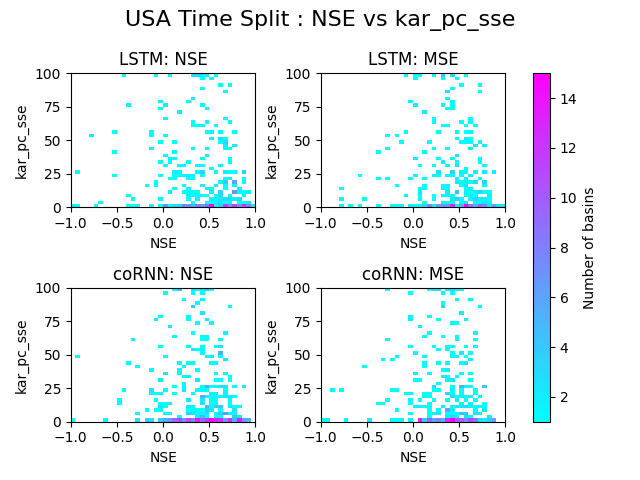 USA Time Split : NSE vs kar_pc_sse
LSTM: NSE
LSTM: MSE
100
75
50
25
0
kar_pc_sse
−1.0 −0.5 0.0 0.5 1.0
NSE
100
75
50
25
0
kar_pc_sse
−1.0 −0.5 0.0 0.5 1.0
NSE
coRNN: NSE
coRNN: MSE
100
75
50
25
0
kar_pc_sse
−1.0 −0.5 0.0 0.5 1.0
NSE
100
75
50
25
0
kar_pc_sse
−1.0 −0.5 0.0 0.5 1.0
NSE
14
12
10
8
6
4
2
Number of basins